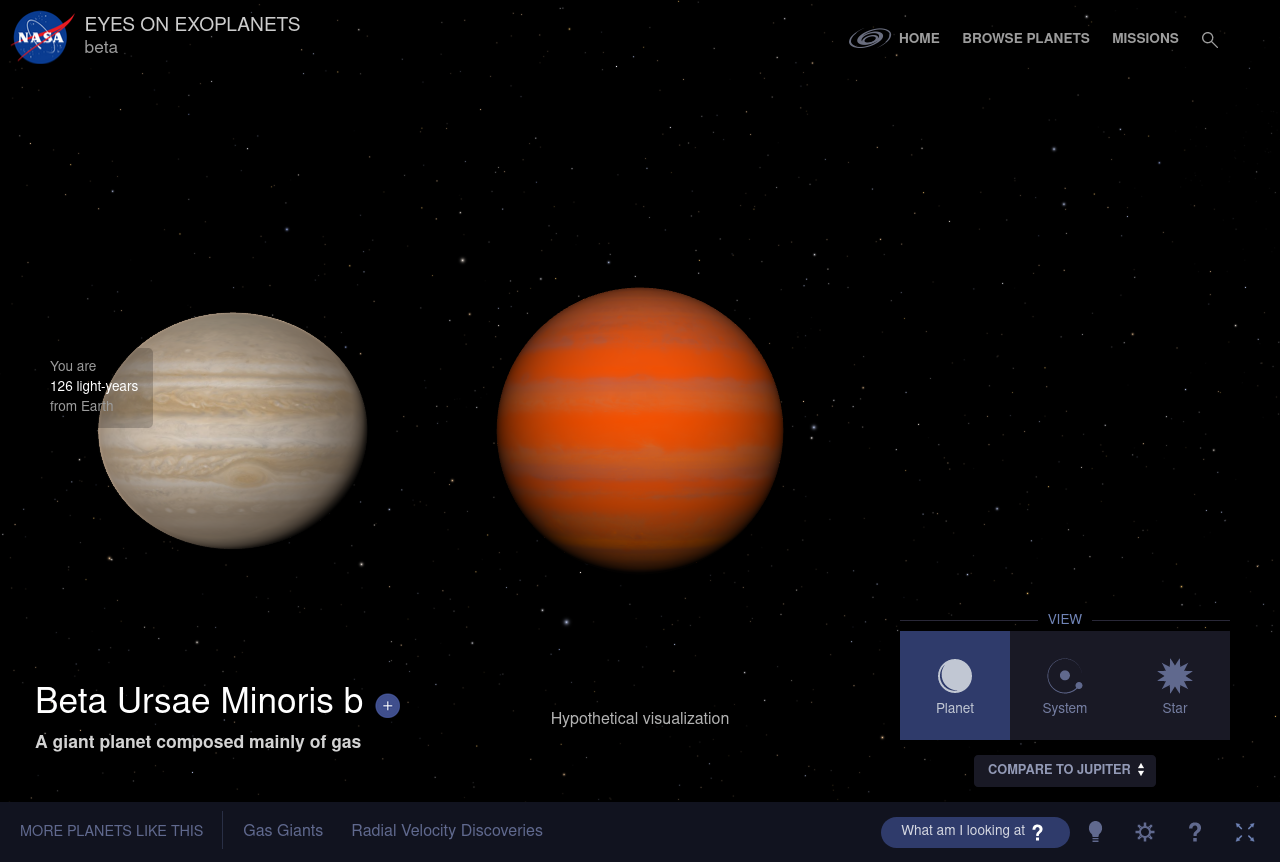 NASA
EYES ON EXOPLANETS
beta
HOME
BROWSE PLANETS
MISSIONS
You are
126 light-years
from Earth
Beta Ursae Minoris b
A giant planet composed mainly of gas
Hypothetical visualization
VIEW
Planet
System
Star
COMPARE TO JUPITER
MORE PLANETS LIKE THIS
Gas Giants
Radial Velocity Discoveries
What am I looking at ?
?